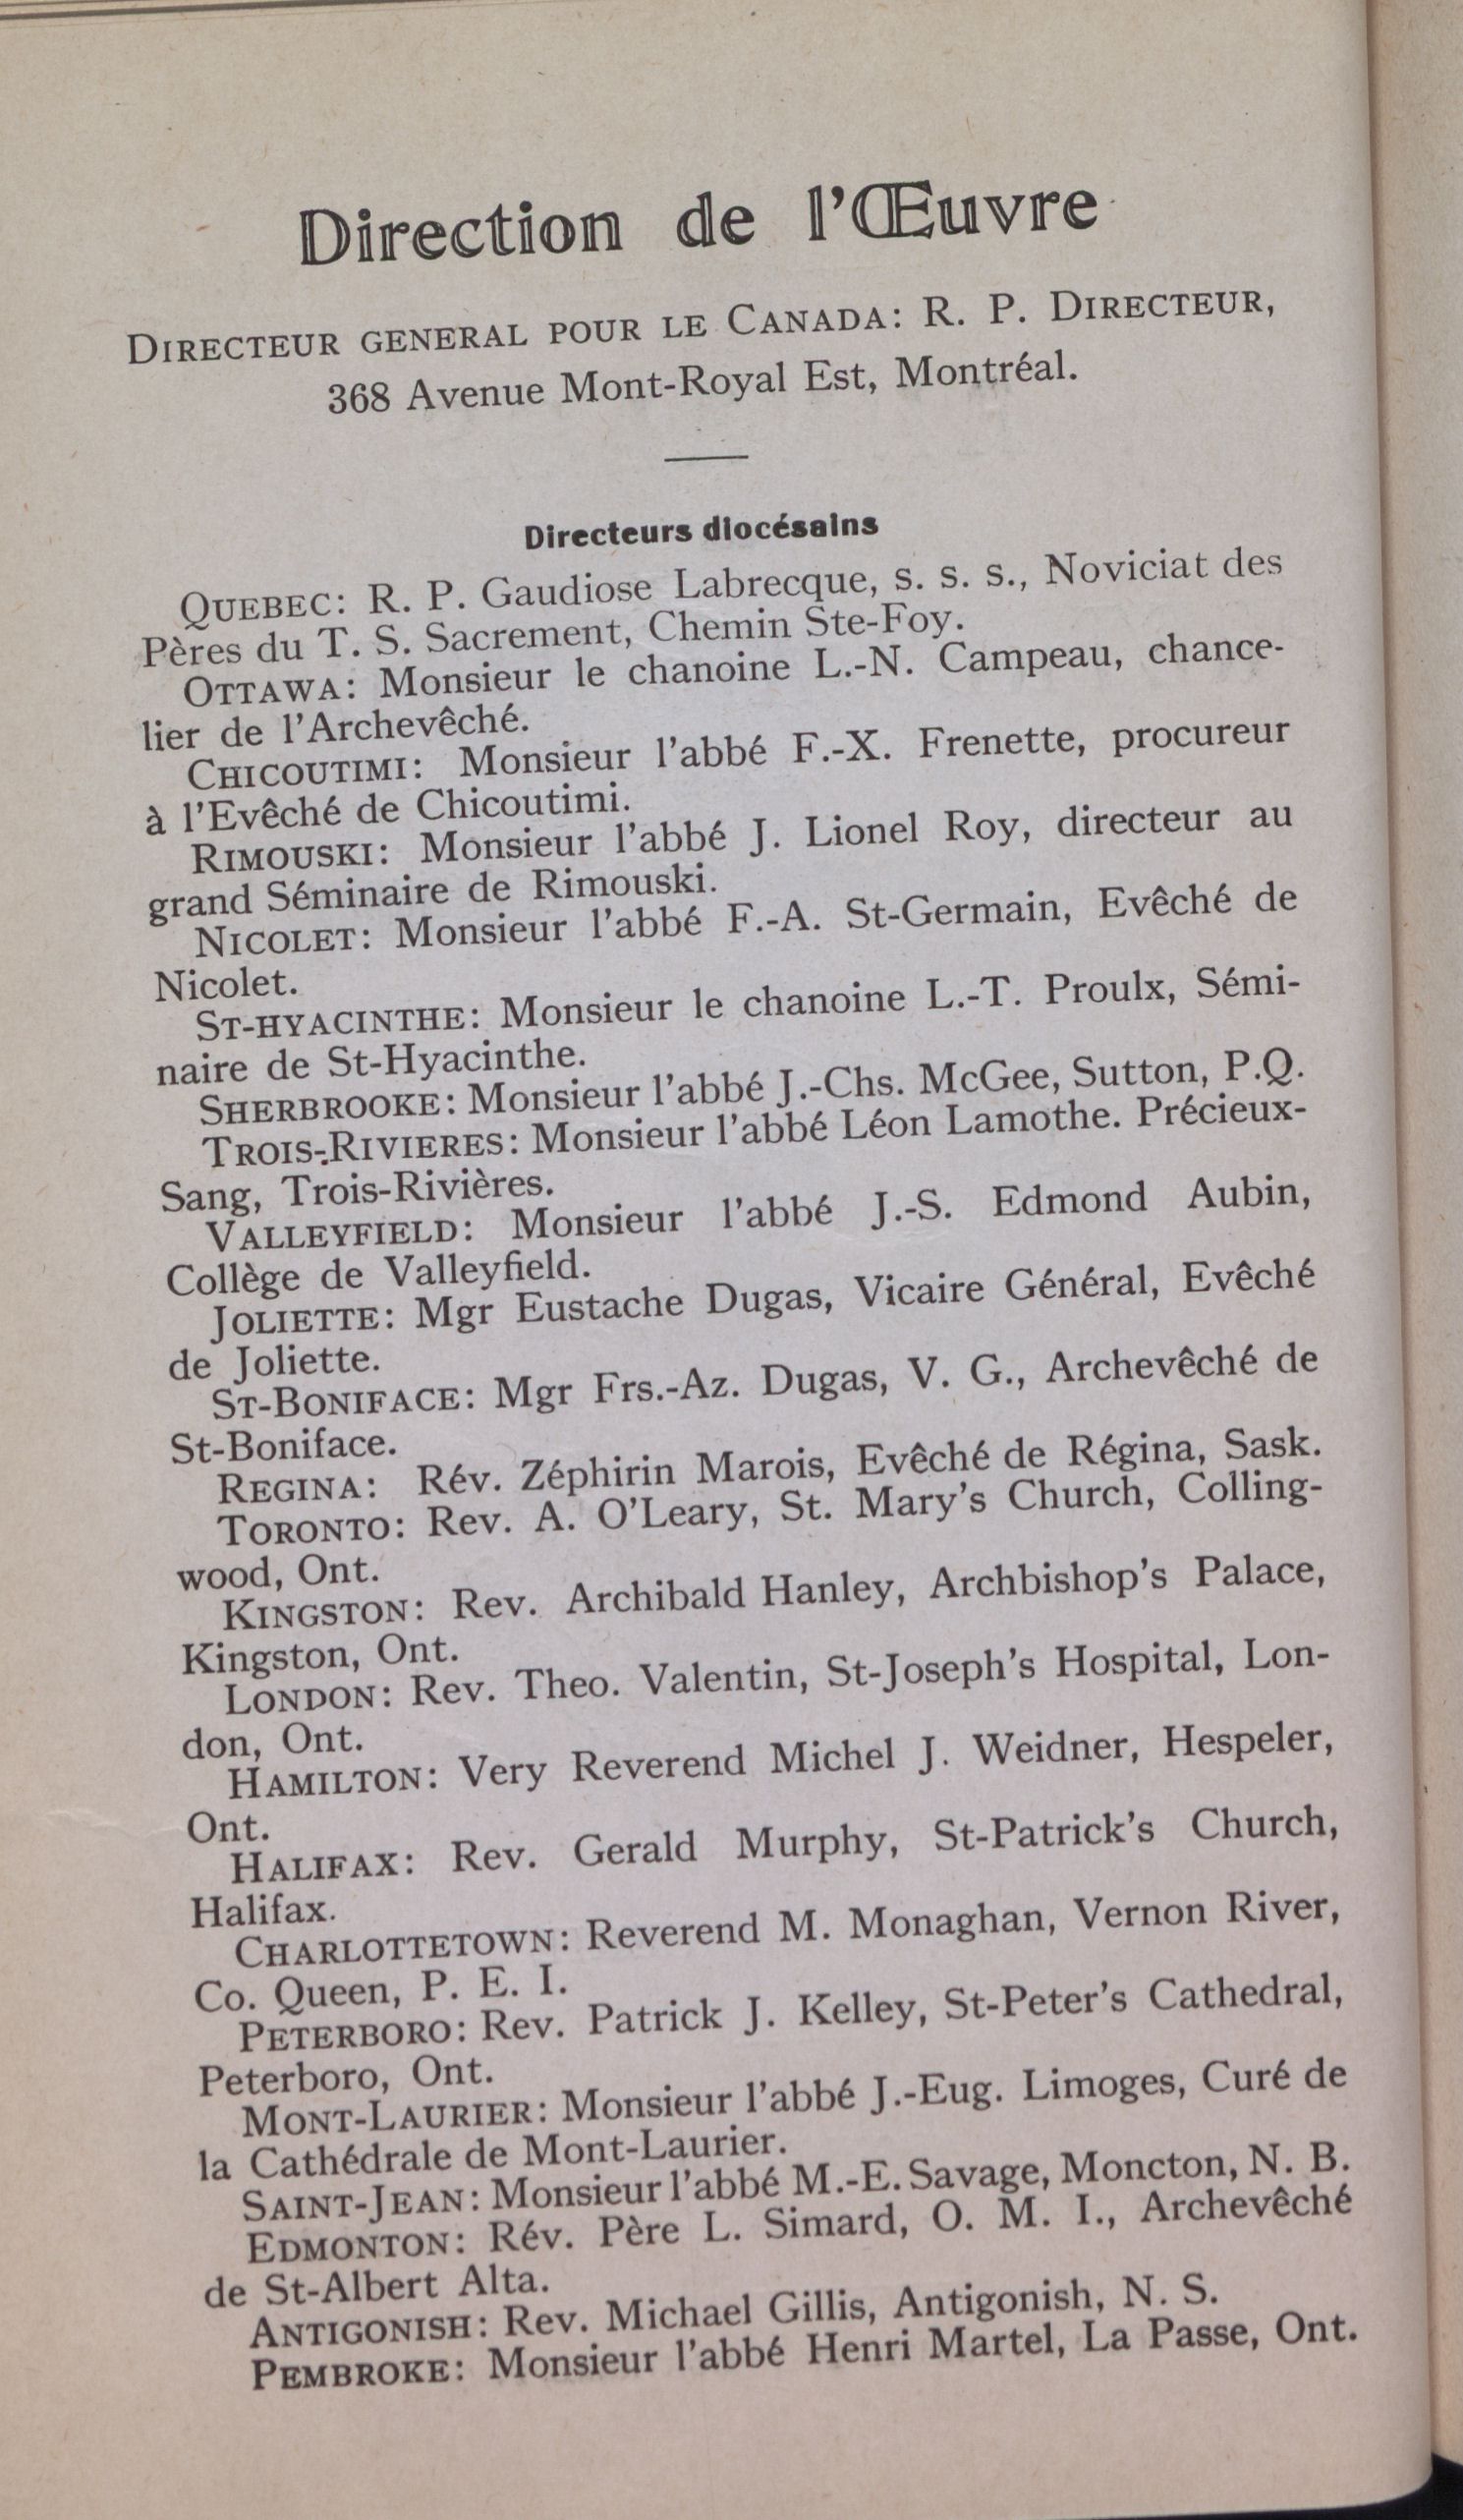 Direction de l'Œuvre
DIRECTEUR GENERAL POUR LE CANADA: R. P. DIRECTEUR,
368 Avenue Mont-Royal Est, Montréal.
Directeurs diocésains
QUEBEC: R. P. Gaudiose Labrecque, s. s. s., Noviciat des
Pères du T. S. Sacrement, Chemin Ste-Foy.
OTTAWA: Monsieur le chanoine L.-N. Campeau, chance-
lier de l'Archevêché.
CHICOUTIMI: Monsieur l'abbé F.-X. Frenette, procureur
à l'Evêché de Chicoutimi.
RIMOUSKI: Monsieur l'abbé J. Lionel Roy, directeur au
grand Séminaire de Rimouski.
NICOLET: Monsieur l'abbé F.-A. St-Germain, Evêché de
Nicolet.
ST-HYACINTHE: Monsieur le chanoine L.-T. Proulx, Sémi-
naire de St-Hyacinthe.
SHERBROOKE: Monsieur l'abbé J.-Chs. McGee, Sutton, P.Q.
TROIS-RIVIERES: Monsieur l'abbé Léon Lamothe. Précieux-
Sang, Trois-Rivières.
VALLEYFIELD: Monsieur l'abbé J.-S. Edmond Aubin,
Collège de Valleyfield.
JOLIETTE: Mgr Eustache Dugas, Vicaire Général, Evêché
de Joliette.
ST-BONIFACE: Mgr Frs.-Az. Dugas, V. G., Archevêché de
St-Boniface.
REGINA: Rév. Zéphirin Marois, Evêché de Régina, Sask.
TORONTO: Rev. A. O'Leary, St. Mary's Church, Colling-
wood, Ont.
KINGSTON: Rev. Archibald Hanley, Archbishop's Palace,
Kingston, Ont.
LONDON: Rev. Theo. Valentin, St-Joseph's Hospital, Lon-
don, Ont.
HAMILTON: Very Reverend Michel J. Weidner, Hespeler,
Ont.
HALIFAX: Rev. Gerald Murphy, St-Patrick's Church,
Halifax.
CHARLOTTETOWN: Reverend M. Monaghan, Vernon River,
Co. Queen, P. E. I.
PETERBORO: Rev. Patrick J. Kelley, St-Peter's Cathedral,
Peterboro, Ont.
MONT-LAURIER: Monsieur l'abbé J.-Eug. Limoges, Curé de
la Cathédrale de Mont-Laurier.
SAINT-JEAN: Monsieur l'abbé M.-E. Savage, Moncton, N. B.
EDMONTON: Rév. Père L. Simard, O. M. I., Archevêché
de St-Albert Alta.
ANTIGONISH: Rev. Michael Gillis, Antigonish, N. S.
PEMBROKE: Monsieur l'abbé Henri Martel, La Passe, Ont.